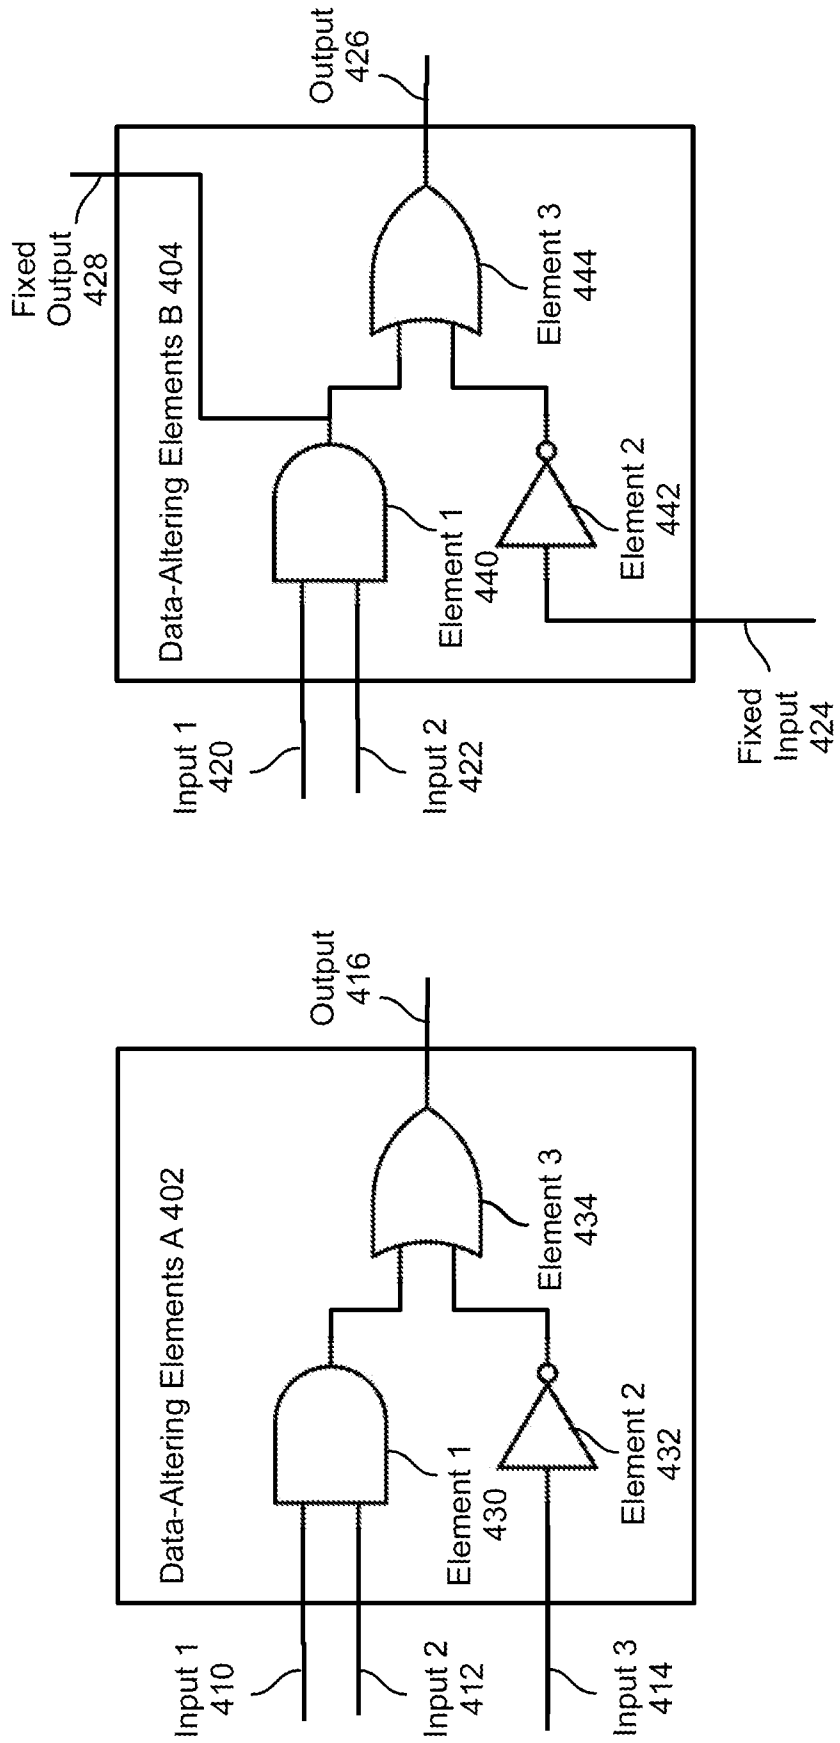 Data-Altering Elements A 402
Input 1
410
Input 2
412
Input 3
414
Element 1
430
Element 2
432
Element 3
434
Output
416
Fixed
Output
428
Data-Altering Elements B 404
Input 1
420
Input 2
422
Element 1
440
Element 2
442
Element 3
444
Output
426
Fixed
Input
424